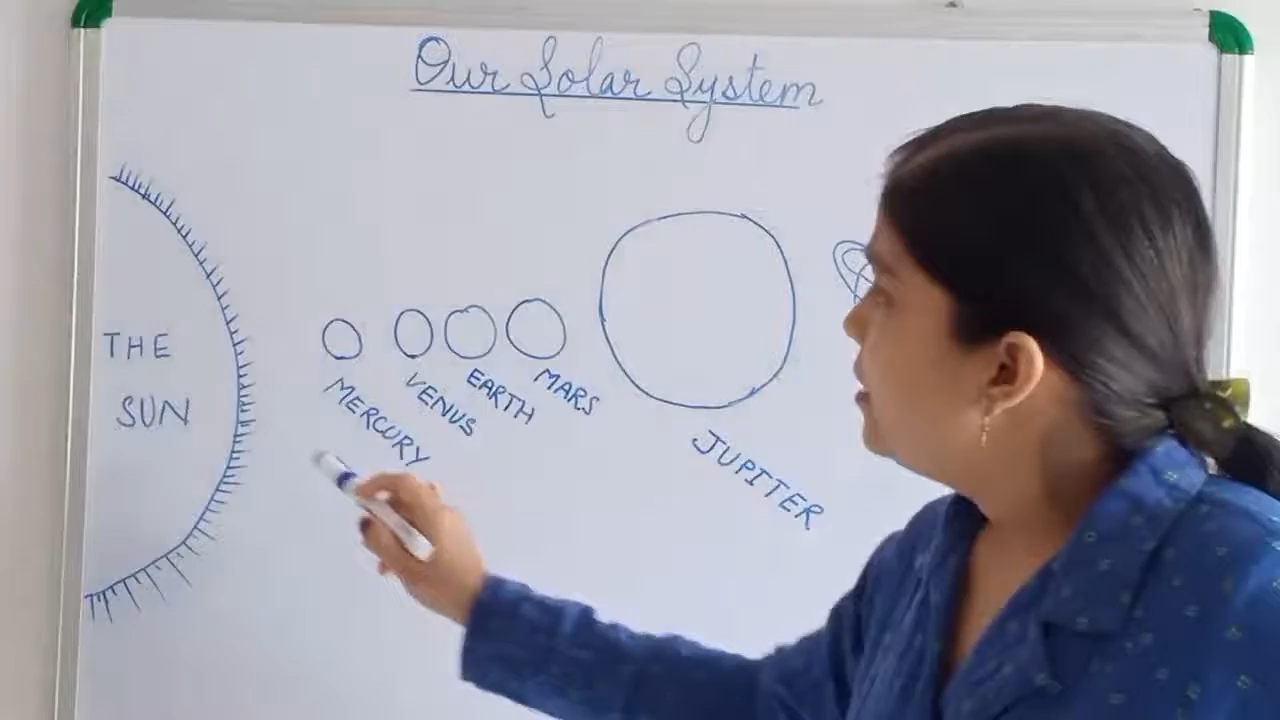 Our Solar System
THE
SUN
MERCURY
VENUS
EARTH
MARS
JUPITER